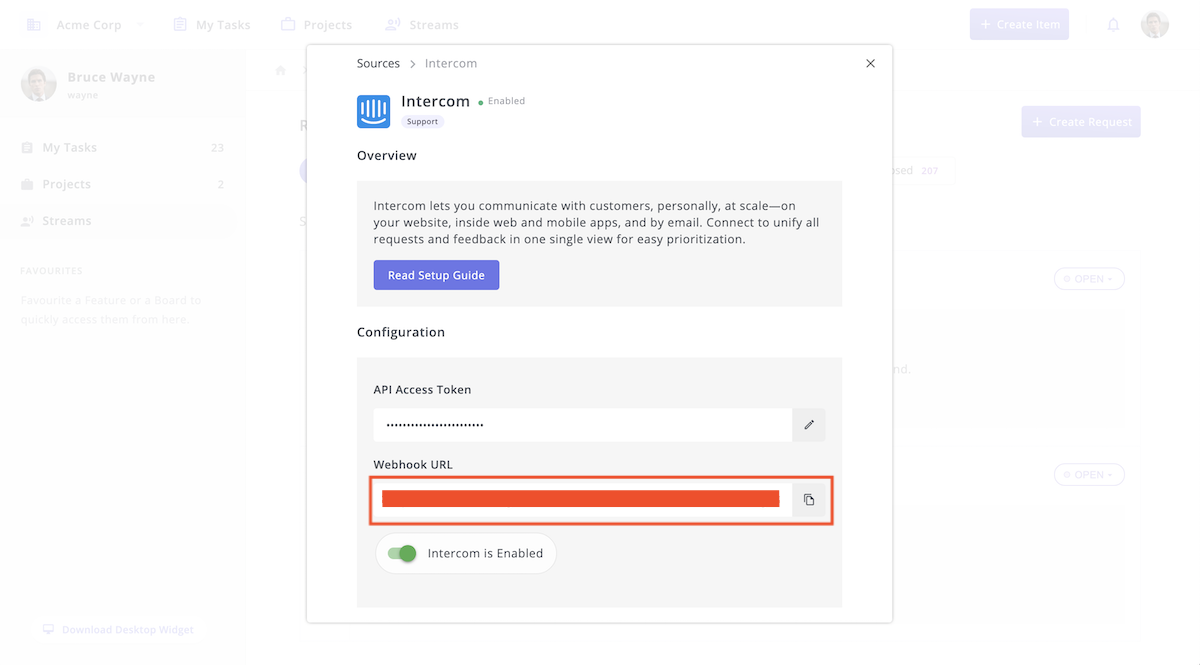 Acme Corp
My Tasks
Projects
Streams
+ Create Item
Bruce Wayne
wayne
My Tasks 23
Projects 2
Streams
FAVOURITES
Favourite a Feature or a Board to
quickly access them from here.
Download Desktop Widget
+ Create Request
207
OPEN
nd.
OPEN
Sources > Intercom
Intercom
Enabled
Support
Overview
Intercom lets you communicate with customers, personally, at scale—on
your website, inside web and mobile apps, and by email. Connect to unify all
requests and feedback in one single view for easy prioritization.
Read Setup Guide
Configuration
API Access Token
Webhook URL
Intercom is Enabled